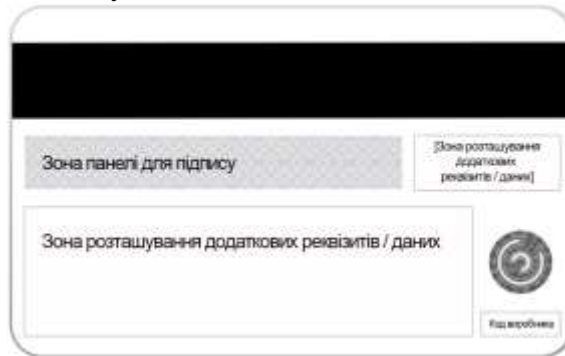 Зона панелі для підпису
[Зона розташування
додаткових
реквізитів / даних]
Зона розташування додаткових реквізитів / даних
Код виробника